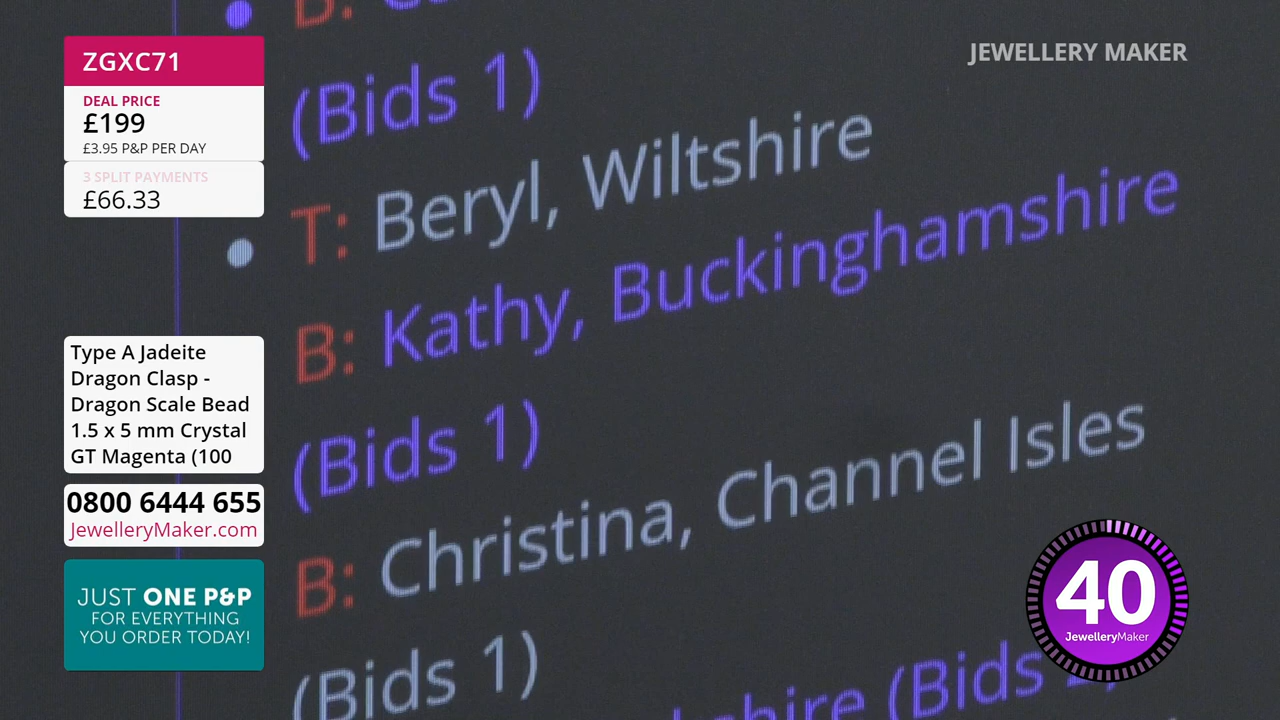 ZGXC71
DEAL PRICE
£199
£3.95 P&P PER DAY
3 SPLIT PAYMENTS
£66.33
Type A Jadeite
Dragon Clasp -
Dragon Scale Bead
1.5 x 5 mm Crystal
GT Magenta (100
0800 6444 655
JewelleryMaker.com
JUST ONE P&P
FOR EVERYTHING
YOU ORDER TODAY!
JEWELLERY MAKER
B:
(Bids 1)
T: Beryl, Wiltshire
B: Kathy, Buckinghamshire
(Bids 1)
B: Christina, Channel Isles
(Bids 1)
(Bids
40
JewelleryMaker